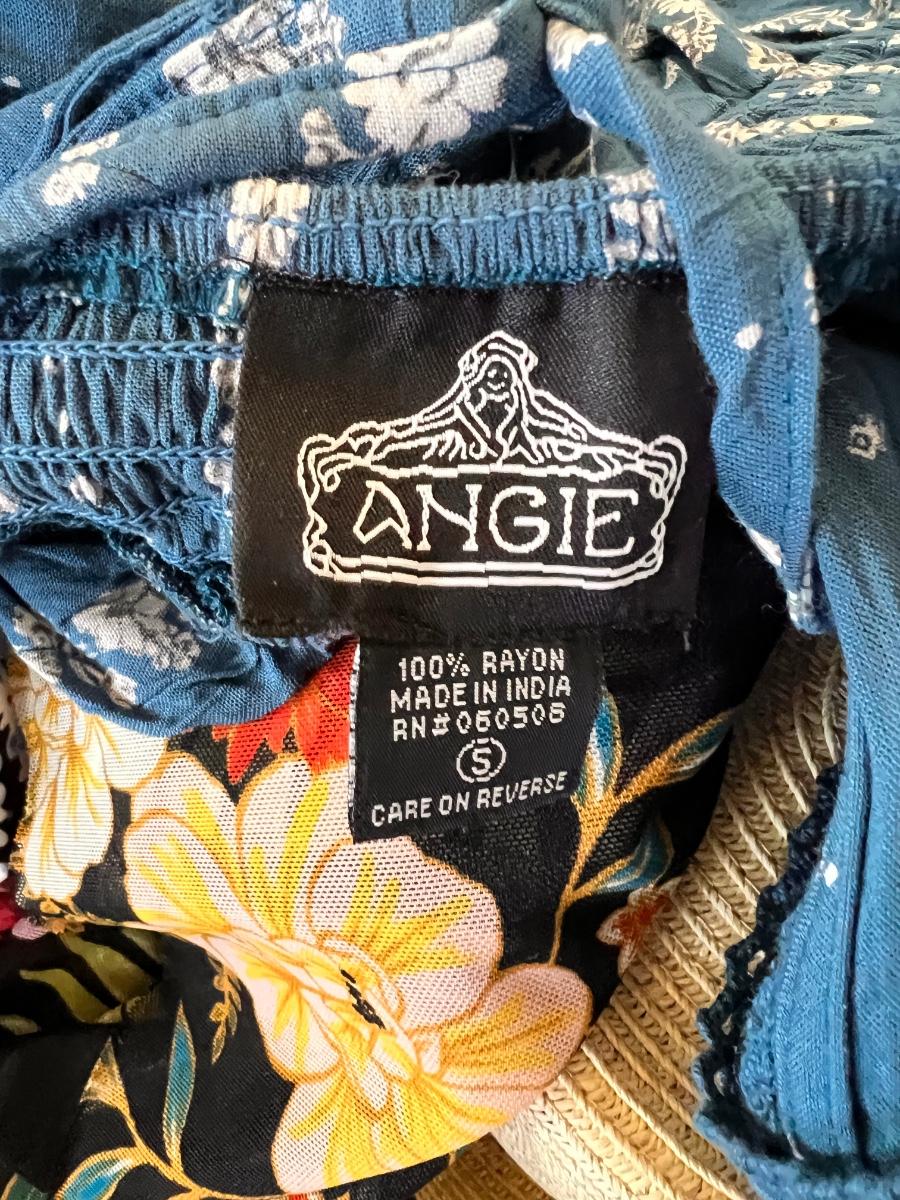 ANGIE
100% RAYON
MADE IN INDIA
RN#060506
S
CARE ON REVERSE